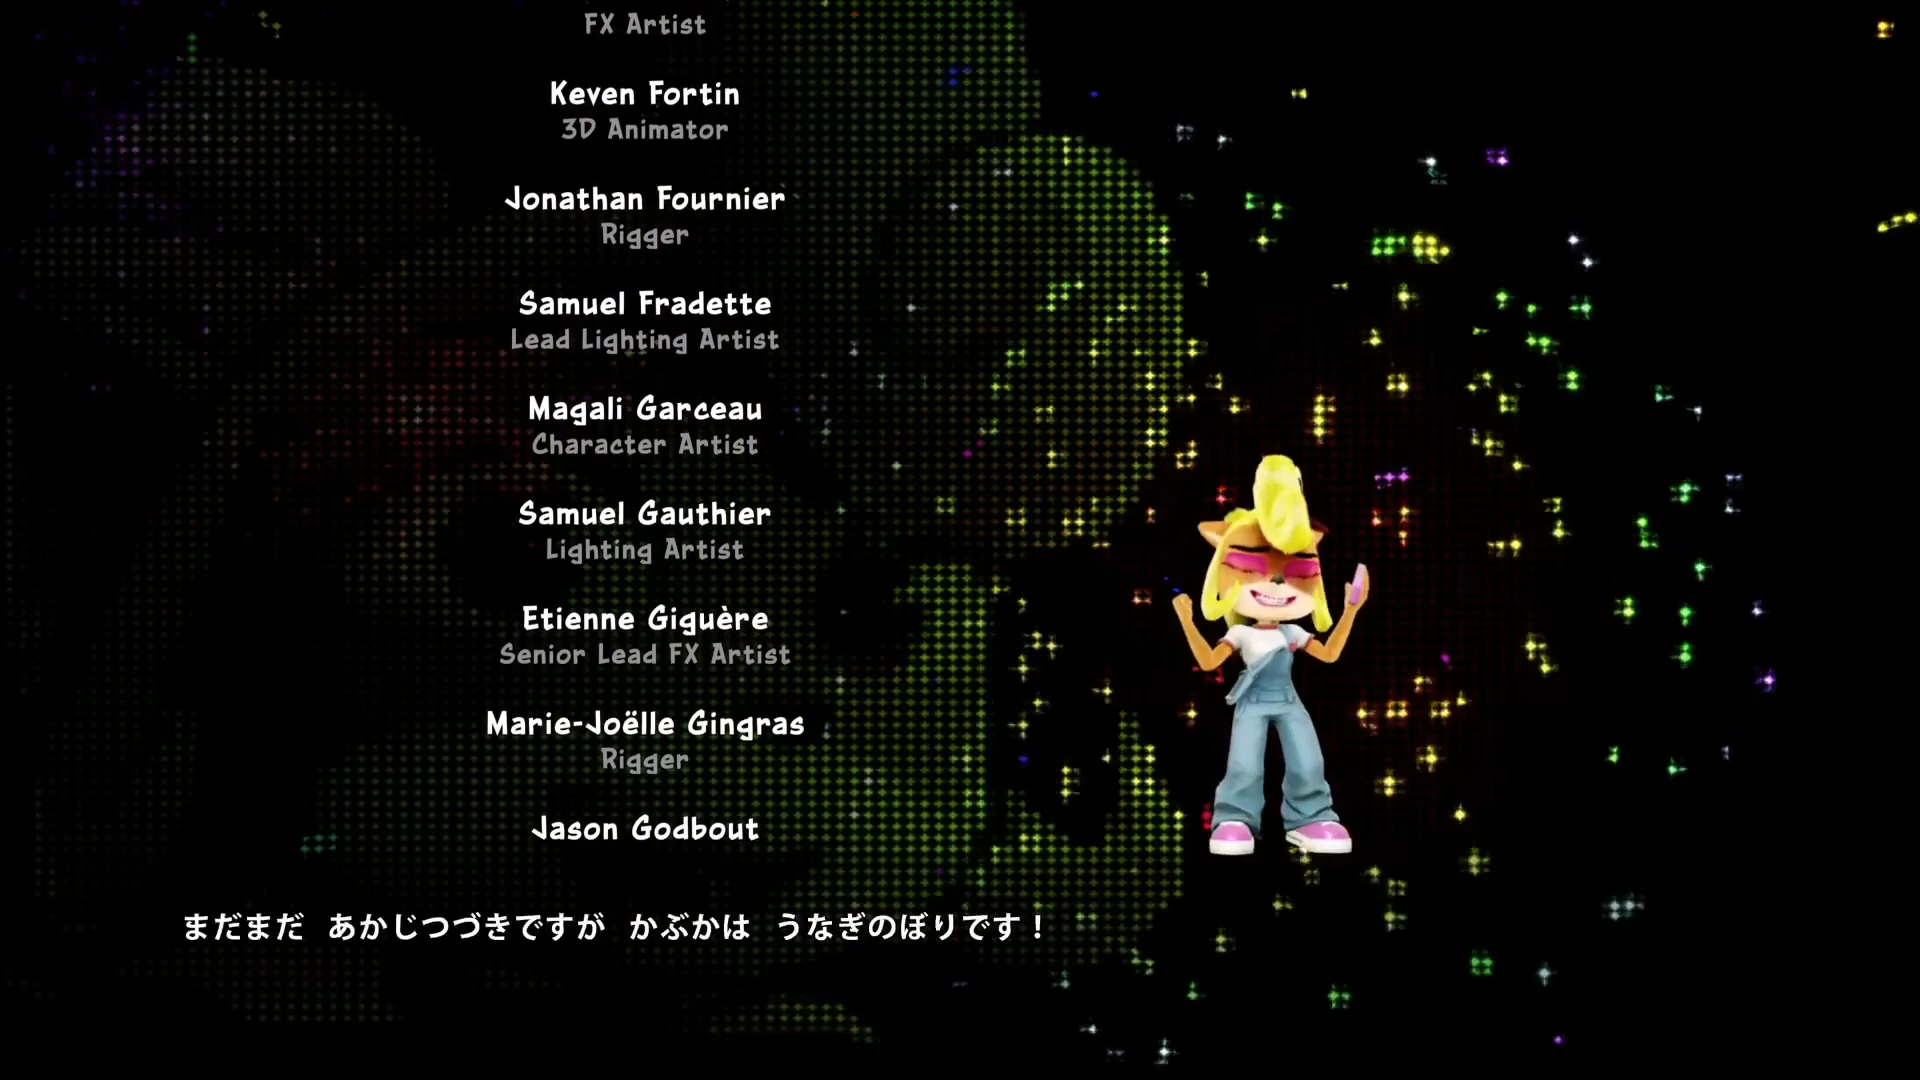 FX Artist
Keven Fortin
3D Animator
Jonathan Fournier
Rigger
Samuel Fradette
Lead Lighting Artist
Magali Garceau
Character Artist
Samuel Gauthier
Lighting Artist
Etienne Giguère
Senior Lead FX Artist
Marie-Joëlle Gingras
Rigger
Jason Godbout
まだまだ あかじつづきですが かぶかは うなぎのぼりです！